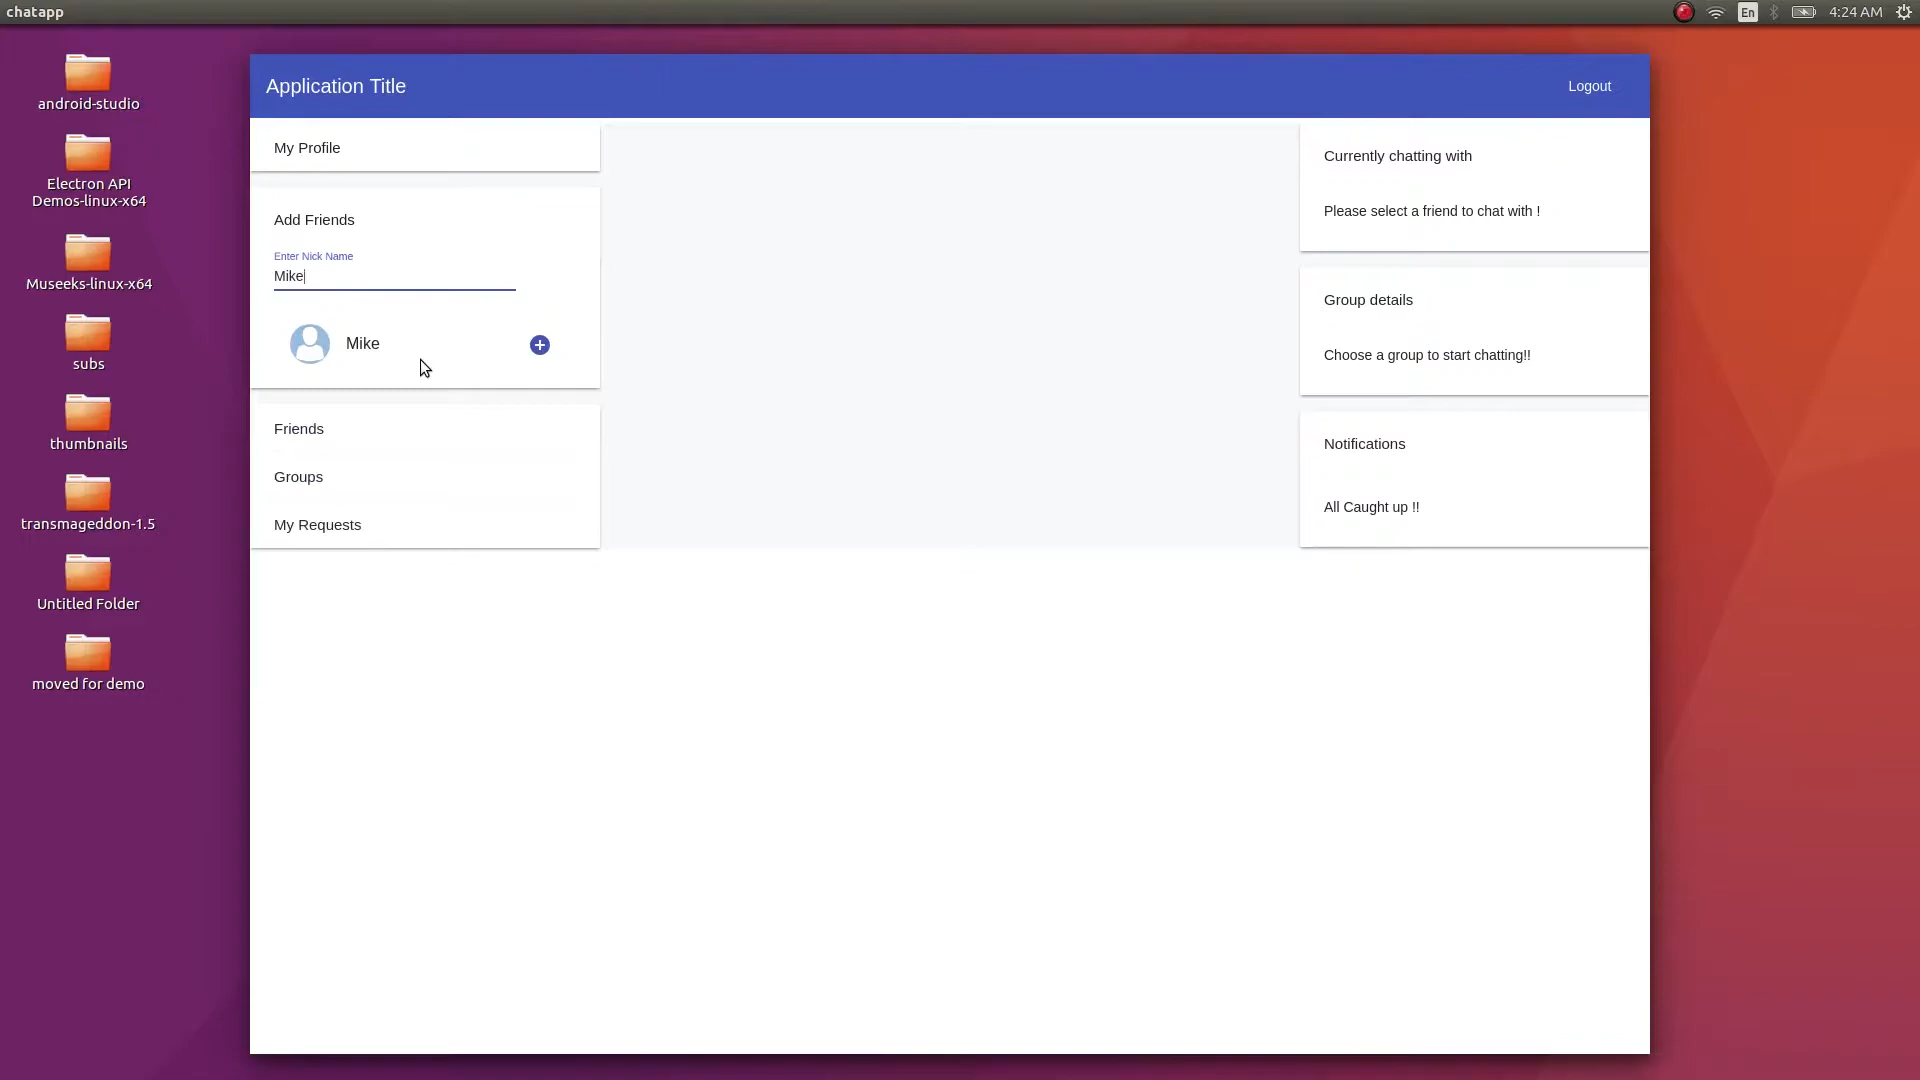 chatapp
En
4:24 AM
android-studio
Electron API
Demos-linux-x64
Museeks-linux-x64
subs
thumbnails
transmageddon-1.5
Untitled Folder
moved for demo
Application Title
Logout
My Profile
Add Friends
Enter Nick Name
Mike
Mike
Friends
Groups
My Requests
Currently chatting with
Please select a friend to chat with !
Group details
Choose a group to start chatting!!
Notifications
All Caught up !!